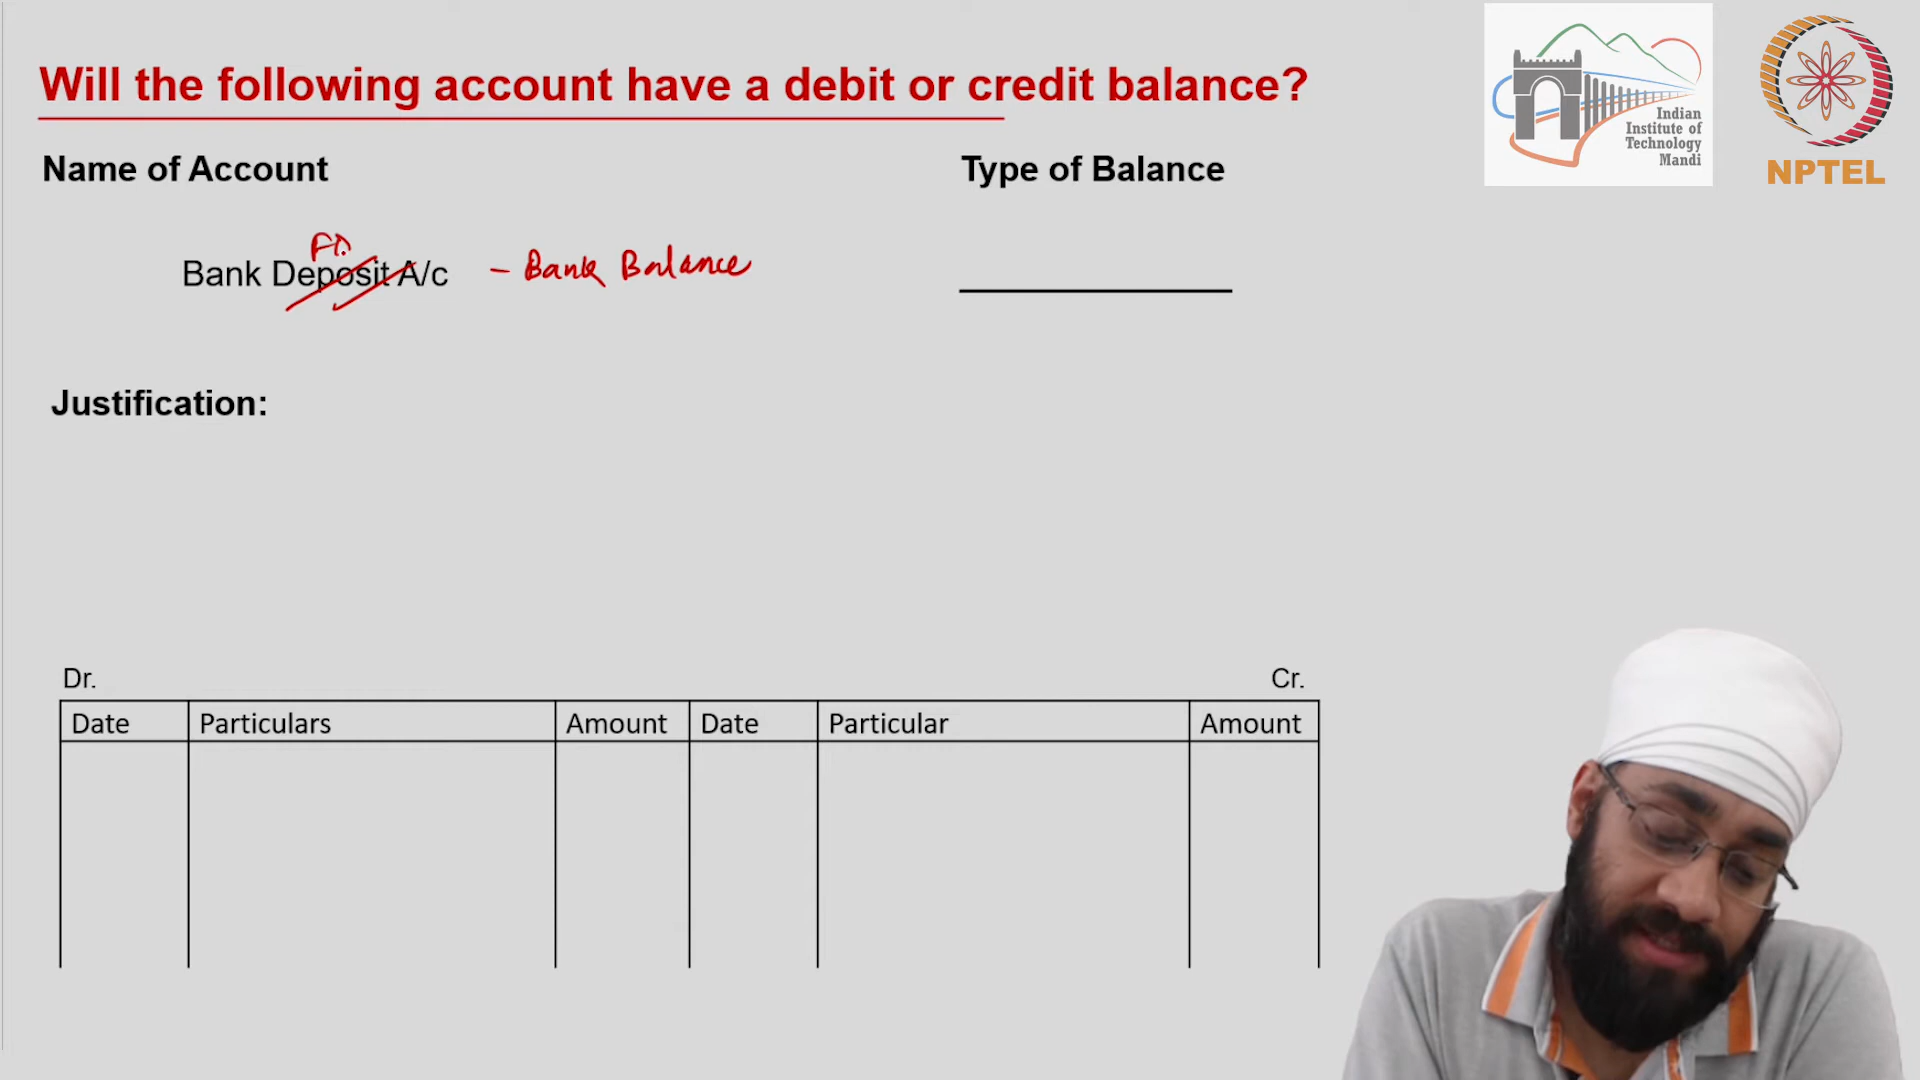 Will the following account have a debit or credit balance?
Indian
Institute of
Technology
Mandi
NPTEL
Name of Account
Type of Balance
FD
Bank Deposit A/c - Bank Balance
Justification:
Dr.
Cr.
Date Particulars Amount Date Particular Amount